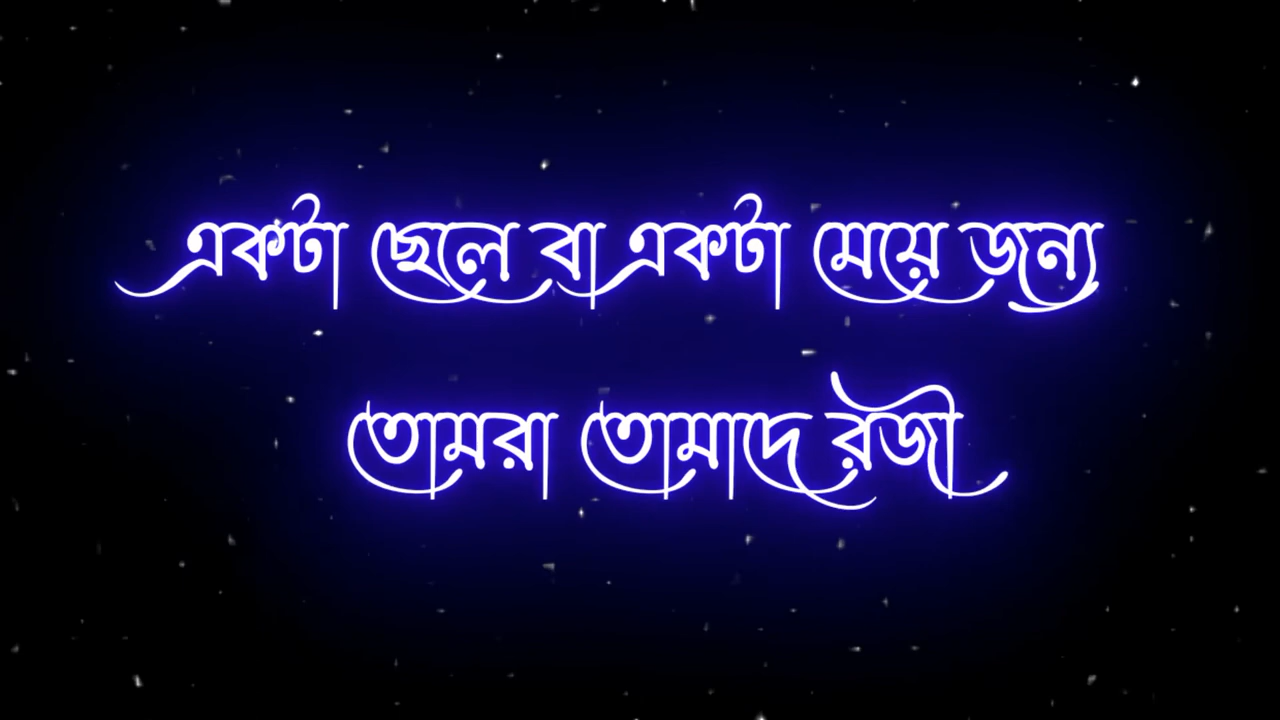 একটা ছেলে বা একটা মেয়ে জন্য
তোমরা তোমাদে রজী